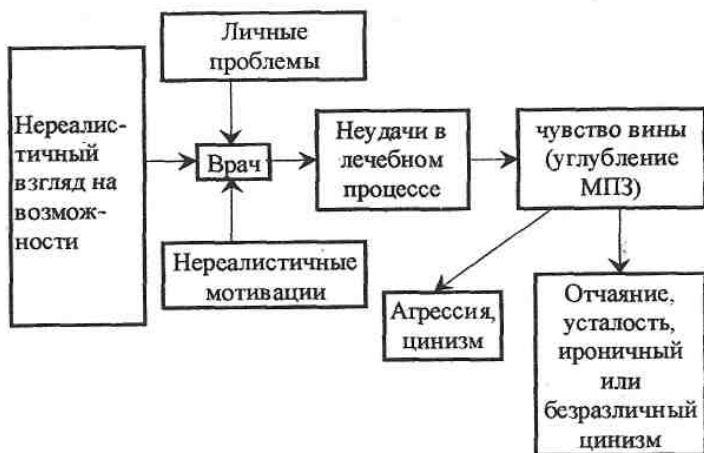 Личные
проблемы
Нереалис-
тичный
взгляд на
возмож-
ности
Врач
Нереалистичные
мотивации
Неудачи в
лечебном
процессе
чувство вины
(углубление
МПЗ)
Агрессия,
цинизм
Отчаяние,
усталость,
ироничный
или
безразличный
цинизм